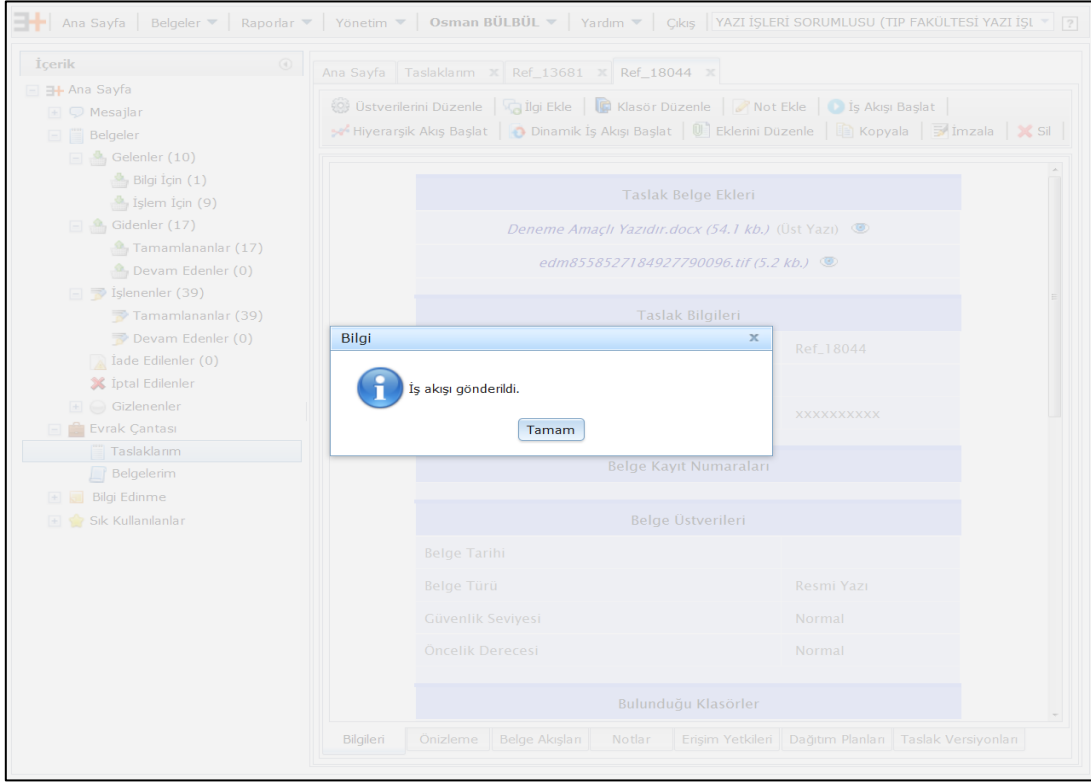 Ana Sayfa Belgeler Raporlar Yönetim Osman BÜLBÜL Yardım Çıkış YAZI İŞLERİ SORUMLUSU (TIP FAKÜLTESİ YAZI İŞL ?
İçerik
Ana Sayfa
Mesajlar
Belgeler
Gelenler (10)
Bilgi İçin (1)
İşlem İçin (9)
Gidenler (17)
Tamamlananlar (17)
Devam Edenler (0)
İşlenenler (39)
Tamamlananlar (39)
Devam Edenler (0)
İade Edilenler (0)
İptal Edilenler
Gizlenenler
Evrak Çantası
Taslaklarım
Belgelerim
Bilgi Edinme
Sık Kullanılanlar
Ana Sayfa Taslaklarım x Ref_13681 x Ref_18044 x
Üstverilerini Düzenle İlgi Ekle Klasör Düzenle Not Ekle İş Akışı Başlat
Hiyerarşik Akış Başlat Dinamik İş Akışı Başlat Eklerini Düzenle Kopyala İmzala Sil
Taslak Belge Ekleri
Deneme Amaçlı Yazıdır.docx (54.1 kb.) (Üst Yazı)
edm8558527184927790096.tif (5.2 kb.)
Taslak Bilgileri
Ref_18044
xxxxxxxxxx
Bilgi x
İş akışı gönderildi.
Tamam
Belge Kayıt Numaraları
Belge Üstverileri
Belge Tarihi
Belge Türü Resmi Yazı
Güvenlik Seviyesi Normal
Öncelik Derecesi Normal
Bulunduğu Klasörler
Bilgileri Önizleme Belge Akışları Notlar Erişim Yetkileri Dağıtım Planları Taslak Versiyonları